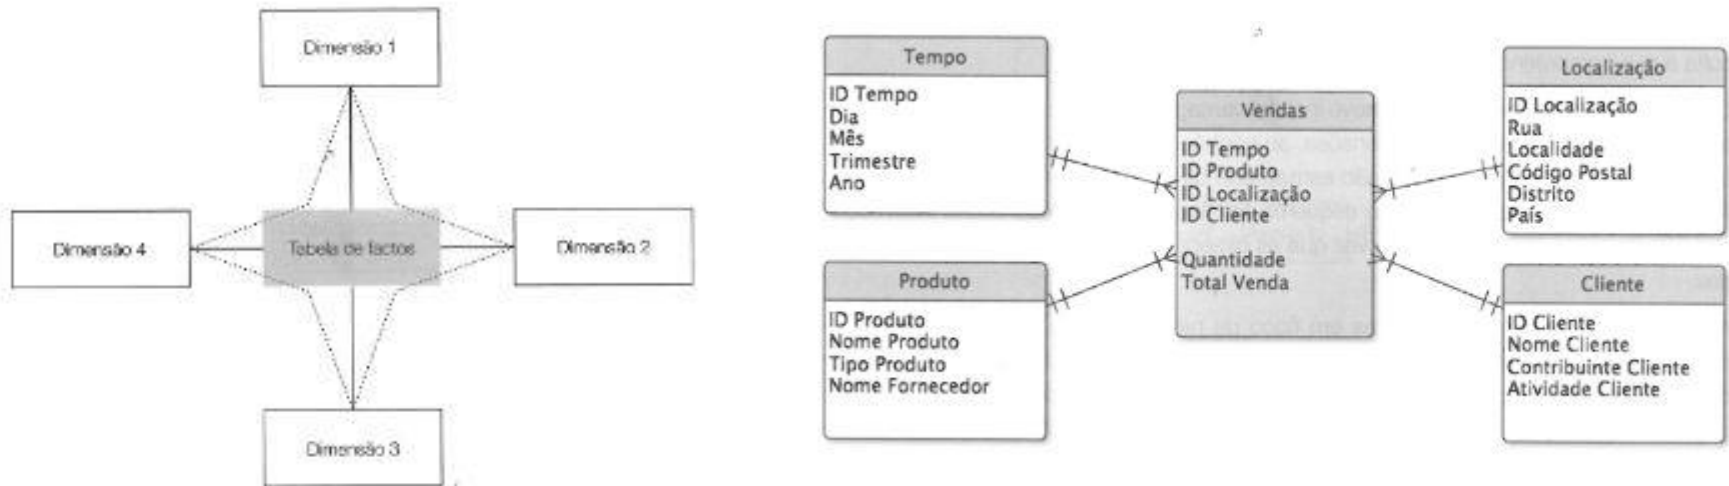 Dimensão 1
Dimensão 4
Tabela de factos
Dimensão 2
Dimensão 3
Tempo
ID Tempo
Dia
Mês
Trimestre
Ano
Produto
ID Produto
Nome Produto
Tipo Produto
Nome Fornecedor
Vendas
ID Tempo
ID Produto
ID Localização
ID Cliente
Quantidade
Total Venda
Localização
ID Localização
Rua
Localidade
Código Postal
Distrito
País
Cliente
ID Cliente
Nome Cliente
Contribuinte Cliente
Atividade Cliente